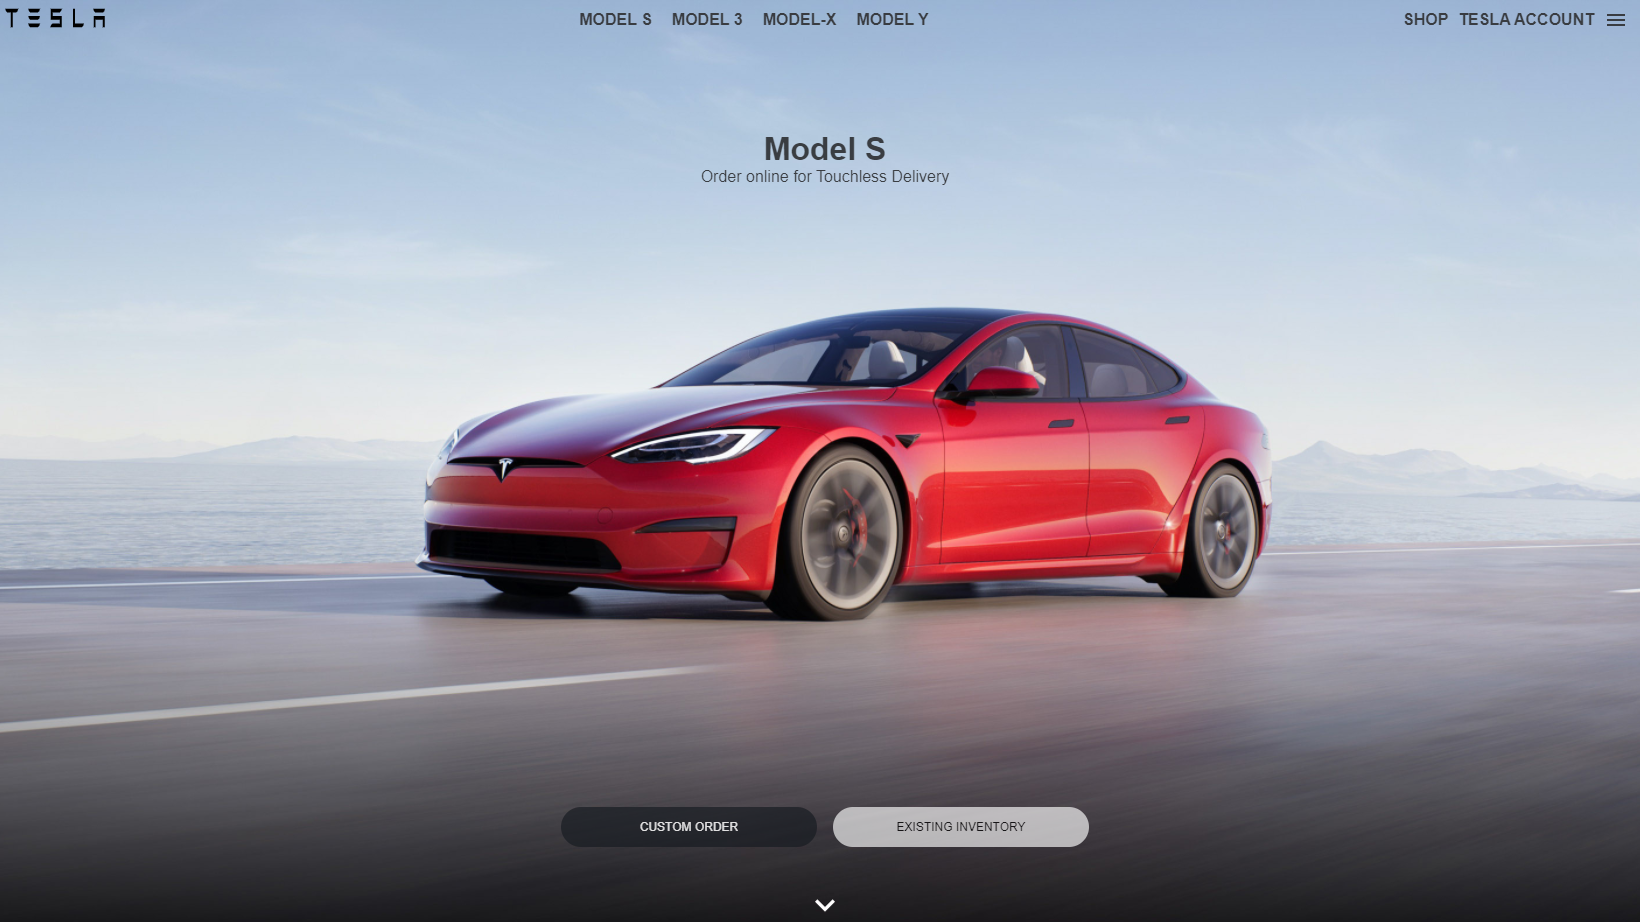 TESLA
MODEL S MODEL 3 MODEL-X MODEL Y
SHOP TESLA ACCOUNT
Model S
Order online for Touchless Delivery
CUSTOM ORDER
EXISTING INVENTORY